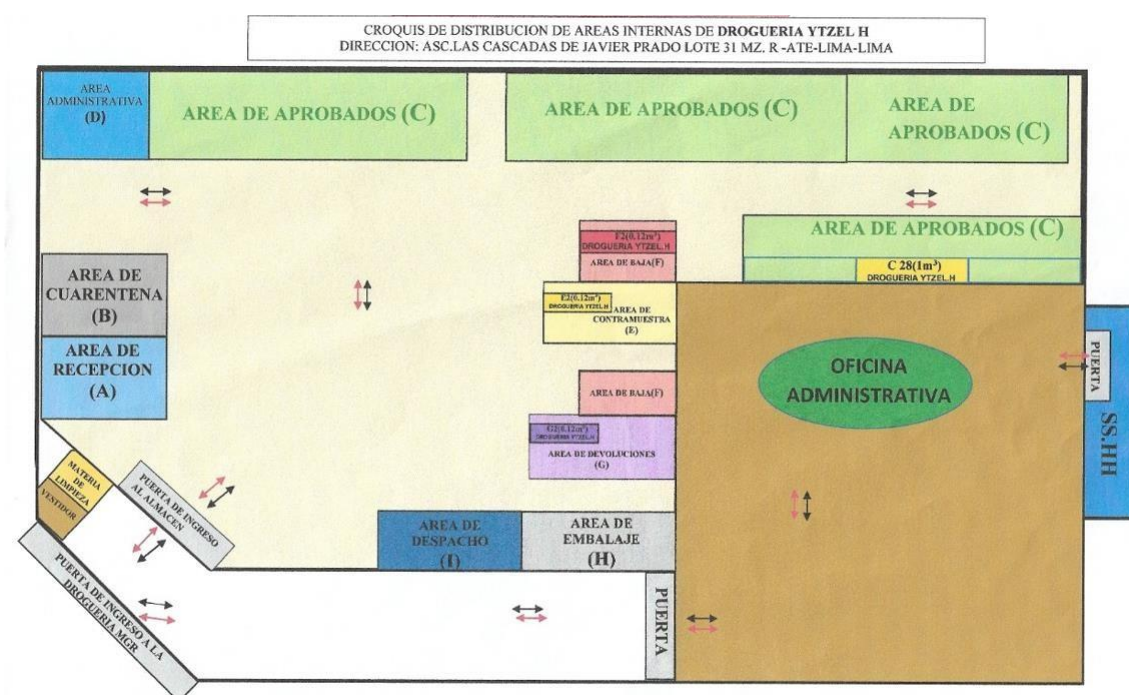 CROQUIS DE DISTRIBUCION DE AREAS INTERNAS DE DROGUERIA YTZEL H
DIRECCION: ASC.LAS CASCADAS DE JAVIER PRADO LOTE 31 MZ. R -ATE-LIMA-LIMA
AREA
ADMINISTRATIVA
(D)
AREA DE APROBADOS (C)
AREA DE APROBADOS (C)
AREA DE
APROBADOS (C)
F2(0.12m³)
DROGUERIA YTZEL.H
AREA DE BAJA(F)
AREA DE APROBADOS (C)
C 28(1m³)
DROGUERIA YTZEL.H
AREA DE
CUARENTENA
(B)
E2(0.12m³)
DROGUERIA YTZEL.H
AREA DE
CONTRAMUESTRA
(E)
AREA DE
RECEPCION
(A)
OFICINA
ADMINISTRATIVA
PUERTA
SS.HH
AREA DE BAJA(F)
G2(0.12m³)
DROGUERIA YTZEL.H
AREA DE DEVOLUCIONES
(G)
MATERIA
DE
LIMPIEZA
VESTIDOR
PUERTA DE INGRESO
AL ALMACEN
AREA DE
DESPACHO
(I)
AREA DE
EMBALAJE
(H)
PUERTA DE INGRESO A LA
DROGUERIA MGR
PUERTA